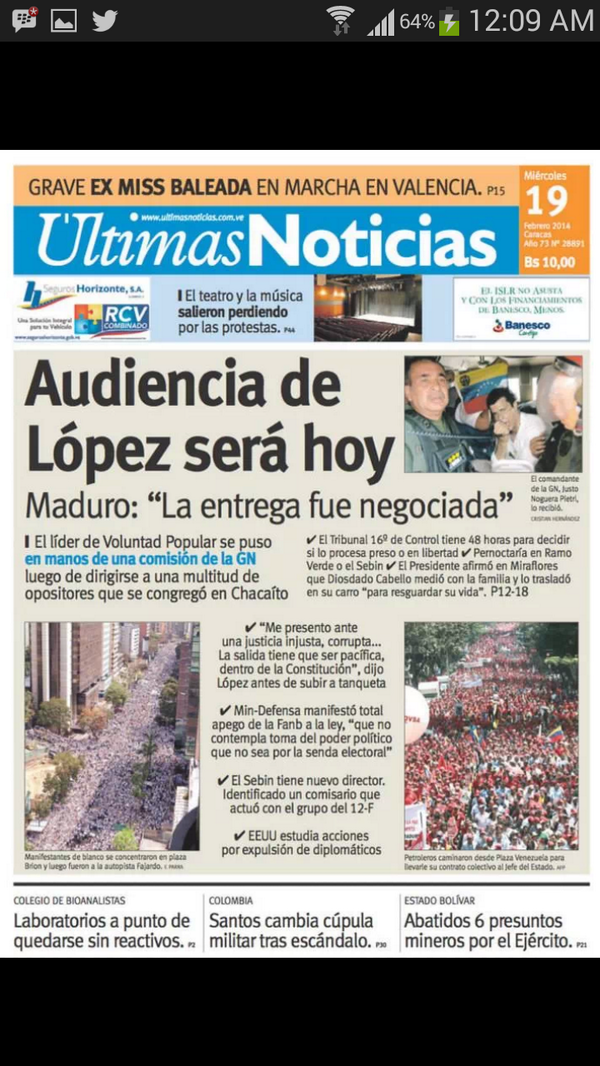 64% 12:09 AM
GRAVE EX MISS BALEADA EN MARCHA EN VALENCIA. P15
Miércoles
19
Febrero 2014
Caracas
Año 73 Nº 28891
Bs 10,00
www.ultimasnoticias.com.ve
Últimas Noticias
Seguros Horizonte, S.A.
Una Solución Integral
para tu Vehículo
RCV
COMBINADO
www.seguroshorizonte.gob.ve
El teatro y la música
salieron perdiendo
por las protestas. P44
EL ISLR NO ASUSTA
Y CON LOS FINANCIAMIENTOS
DE BANESCO, MENOS.
Banesco
Contigo
Audiencia de
López será hoy
El comandante
de la GN, Justo
Noguera Pietri,
lo recibió.
CRISTIAN HERNÁNDEZ
Maduro: “La entrega fue negociada”
El líder de Voluntad Popular se puso
en manos de una comisión de la GN
luego de dirigirse a una multitud de
opositores que se congregó en Chacaíto
✔ El Tribunal 16º de Control tiene 48 horas para decidir
si lo procesa preso o en libertad ✔ Pernoctaría en Ramo
Verde o el Sebin ✔ El Presidente afirmó en Miraflores
que Diosdado Cabello medió con la familia y lo trasladó
en su carro “para resguardar su vida”. P12-18
✔ “Me presento ante
una justicia injusta, corrupta...
La salida tiene que ser pacífica,
dentro de la Constitución”, dijo
López antes de subir a tanqueta
✔ Min-Defensa manifestó total
apego de la Fanb a la ley, “que no
contempla toma del poder político
que no sea por la senda electoral”
✔ El Sebin tiene nuevo director.
Identificado un comisario que
actuó con el grupo del 12-F
✔ EEUU estudia acciones
por expulsión de diplomáticos
Manifestantes de blanco se concentraron en plaza
Brion y luego fueron a la autopista Fajardo.
Petroleros caminaron desde Plaza Venezuela para
llevarle su contrato colectivo al Jefe del Estado. AFP
COLEGIO DE BIOANALISTAS
Laboratorios a punto de
quedarse sin reactivos. P2
COLOMBIA
Santos cambia cúpula
militar tras escándalo. P30
ESTADO BOLÍVAR
Abatidos 6 presuntos
mineros por el Ejército. P21